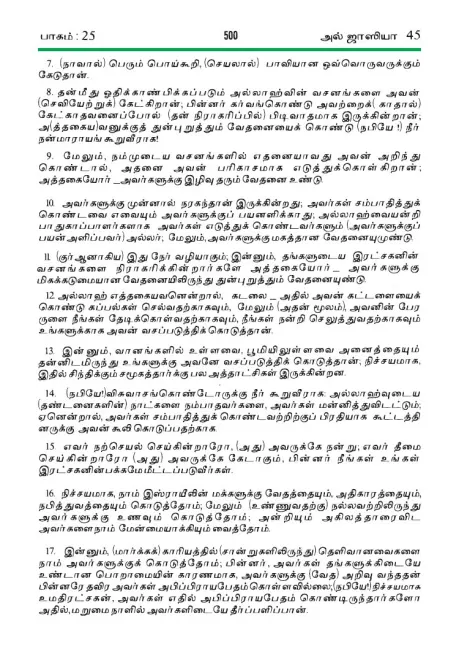 பாகம் : 25 500 அல் ஜாஸியா 45
7. (நாவால்) பெரும் பொய்கூறி, (செயலால்) பாவியான ஒவ்வொருவருக்கும்
கேடுதான்.
8. தன்மீது ஓதிக்காண்பிக்கப்படும் அல்லாஹ்வின் வசனங்களை அவன்
(செவியேற்றுக்) கேட்கிறான்; பின்னர் கர்வங்கொண்டு அவற்றைக்( காதால்)
கேட்காதவனைப்போல் (தன் நிராகரிப்பில்) பிடிவாதமாக இருக்கின்றான்;
அ(த்தகைய)வனுக்குத் துன்புறுத்தும் வேதனையைக் கொண்டு (நபியே !) நீர்
நன்மாராயங் கூறுவீராக!
9. மேலும், நம்முடைய வசனங்களில் எதனையாவது அவன் அறிந்து
கொண்டால், அதனை அவன் பரிகாசமாக எடுத்துக்கொள்கிறான்;
அத்தகையோர் _அவர்களுக்கு இழிவு தரும் வேதனை உண்டு.
10. அவர்களுக்கு முன்னால் நரகந்தான் இருக்கின்றது; அவர்கள் சம்பாதித்துக்
கொண்டவை எவையும் அவர்களுக்குப் பயனளிக்காது; அல்லாஹ்வையன்றி
பாதுகாப்பாளர்களாக அவர்கள் எடுத்துக் கொண்டவர்களும் (அவர்களுக்குப்
பயன்அளிப்பவர்) அல்லர்; மேலும்,அவர்களுக்கு மகத்தான வேதனையுமுண்டு.
11. (குர்ஆனாகிய) இது நேர் வழியாகும்; இன்னும், தங்களுடைய இரட்சகனின்
வசனங்களை நிராகரிக்கின்றார்களே அத்தகையோர் _ அவர்களுக்கு
மிகக்கடுமையான வேதனையிலிருந்து துன்புறுத்தும் வேதனையுண்டு.
12. அல்லாஹ் எத்தகையவனென்றால், கடலை _ அதில் அவன் கட்டளையைக்
கொண்டு கப்பல்கள் செல்வதற்காகவும், மேலும் (அதன் மூலம்), அவனின் பேர
ருளை நீங்கள் தேடிக்கொள்வதற்காகவும், நீங்கள் நன்றி செலுத்துவதற்காகவும்
உங்களுக்காக அவன் வசப்படுத்திக் கொடுத்தான்.
13. இன்னும், வானங்களில் உள்ளவை, பூமியிலுள்ளவை அனைத்தையும்
தன்னிடமிருந்து உங்களுக்கு அவனே வசப்படுத்திக் கொடுத்தான்; நிச்சயமாக,
இதில் சிந்திக்கும் சமூகத்தார்க்கு பல அத்தாட்சிகள் இருக்கின்றன.
14. (நபியே!)விசுவாசங்கொண்டோருக்கு நீர் கூறுவீராக: அல்லாஹ்வுடைய
(தண்டனைகளின்) நாட்களை நம்பாதவர்களை, அவர்கள் மன்னித்துவிடட்டும்;
ஏனென்றால்,அவர்கள் சம்பாதித்துக் கொண்டவற்றிற்குப் பிரதியாக கூட்டத்தி
னருக்கு அவன் கூலி கொடுப்பதற்காக.
15. எவர் நற்செயல் செய்கின்றாரோ, (அது) அவருக்கே நன்று; எவர் தீமை
செய்கின்றாரோ (அது) அவருக்கே கேடாகும், பின்னர் நீங்கள் உங்கள்
இரட்சகனின்பக்கமேமீட்டப்படுவீர்கள்.
16. நிச்சயமாக, நாம் இஸ்ராயீலின் மக்களுக்கு வேதத்தையும், அதிகாரத்தையும்,
நபித்துவத்தையும் கொடுத்தோம்; மேலும் (உண்ணுவதற்கு) நல்லவற்றிலிருந்து
அவர்களுக்கு உணவும் கொடுத்தோம்; அன்றியும் அகிலத்தாரைவிட
அவர்களைநாம் மேன்மையாக்கியும் வைத்தோம்.
17. இன்னும், (மார்க்கக்) காரியத்தில் (சான்றுகளிலிருந்து) தெளிவானவைகளை
நாம் அவர்களுக்குக் கொடுத்தோம்; பின்னர், அவர்கள் தங்களுக்கிடையே
உண்டான பொறாமையின் காரணமாக, அவர்களுக்கு (வேத) அறிவு வந்ததன்
பின்னரே தவிர அவர்கள் அபிப்பிராயபேதம் கொள்ளவில்லை;(நபியே!) நிச்சயமாக
உமதிரட்சகன், அவர்கள் எதில் அபிப்பிராயபேதம் கொண்டிருந்தார்களோ
அதில்,மறுமை நாளில் அவர்களிடையே தீர்ப்பளிப்பான்.